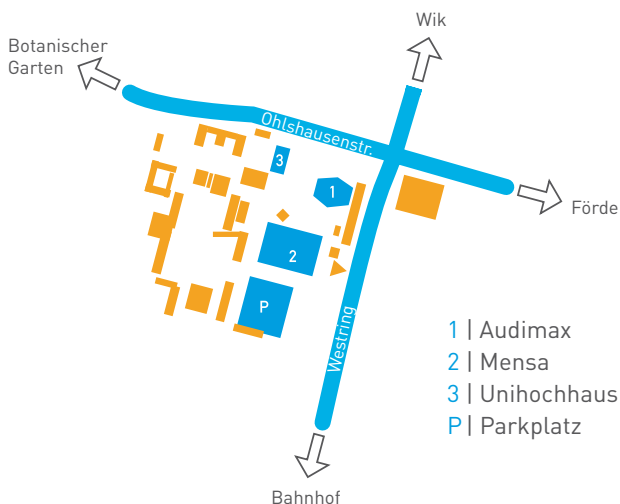 Wik
Botanischer
Garten
Ohlshausenstr.
3
1
Förde
2
P
Westring
1 | Audimax
2 | Mensa
3 | Unihochhaus
P | Parkplatz
Bahnhof